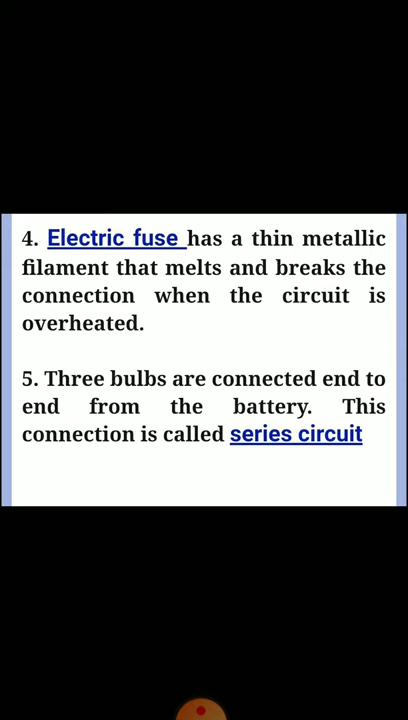 4. Electric fuse has a thin metallic
filament that melts and breaks the
connection when the circuit is
overheated.
5. Three bulbs are connected end to
end from the battery. This
connection is called series circuit